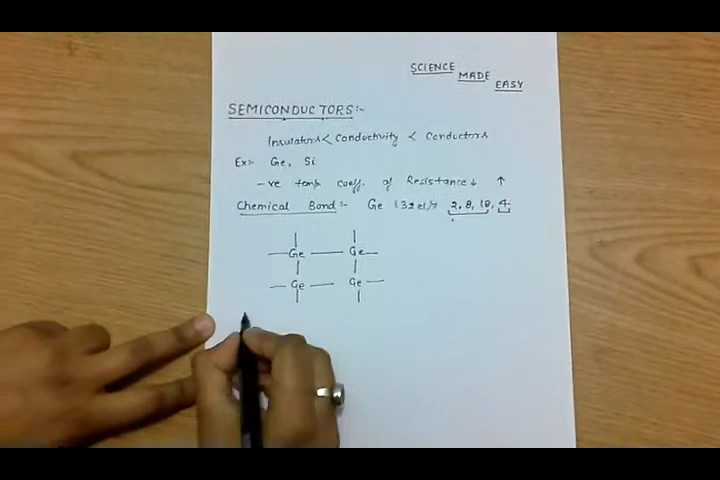 SCIENCE
MADE
EASY
SEMICONDUCTORS:-
Insulators < Conductivity < Conductors
Ex:- Ge, Si
-ve temp coeff. of Resistance ↓ ↑
Chemical Bond:- Ge (32 el) → 2, 8, 18, 4
Ge Ge
Ge Ge